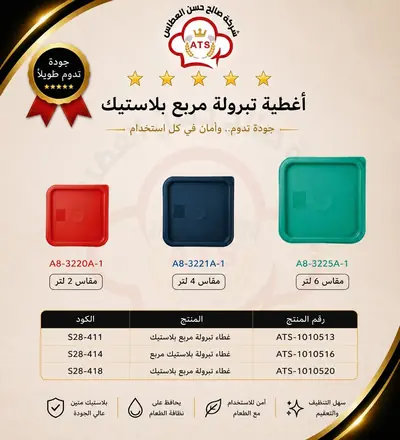 شركة صالح حسن العطاس
ATS
جودة
تدوم طويلاً
أغطية تبرولة مربع بلاستيك
جودة تدوم.. وأمان في كل استخدام
A8-3220A-1
مقاس 2 لتر
A8-3221A-1
مقاس 4 لتر
A8-3225A-1
مقاس 6 لتر
رقم المنتج المنتج الكود
ATS-1010513 غطاء تبرولة مربع بلاستيك S28-411
ATS-1010516 غطاء تبرولة بلاستيك مربع S28-414
ATS-1010520 غطاء تبرولة مربع بلاستيك S28-418
سهل التنظيف
والتعقيم
آمن للاستخدام
مع الطعام
يحافظ على
نظافة الطعام
بلاستيك متين
عالي الجودة